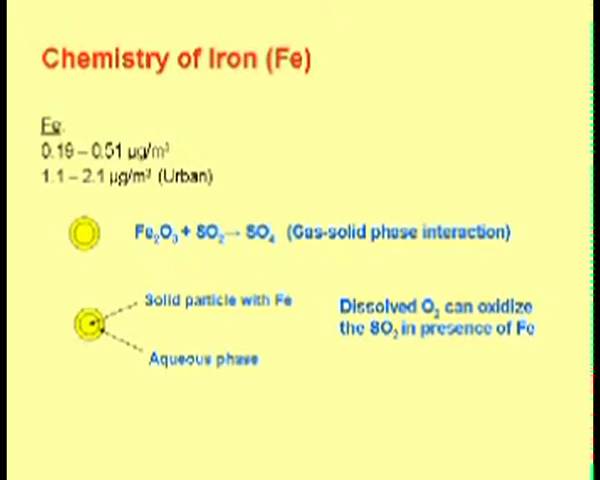 Chemistry of Iron (Fe)
Fe.
0.19 – 0.51 µg/m³
1.1 – 2.1 µg/m³ (Urban)
Fe₂O₃ + SO₂ → SO₄ (Gas-solid phase interaction)
Solid particle with Fe
Dissolved O₂ can oxidize
the SO₂ in presence of Fe
Aqueous phase